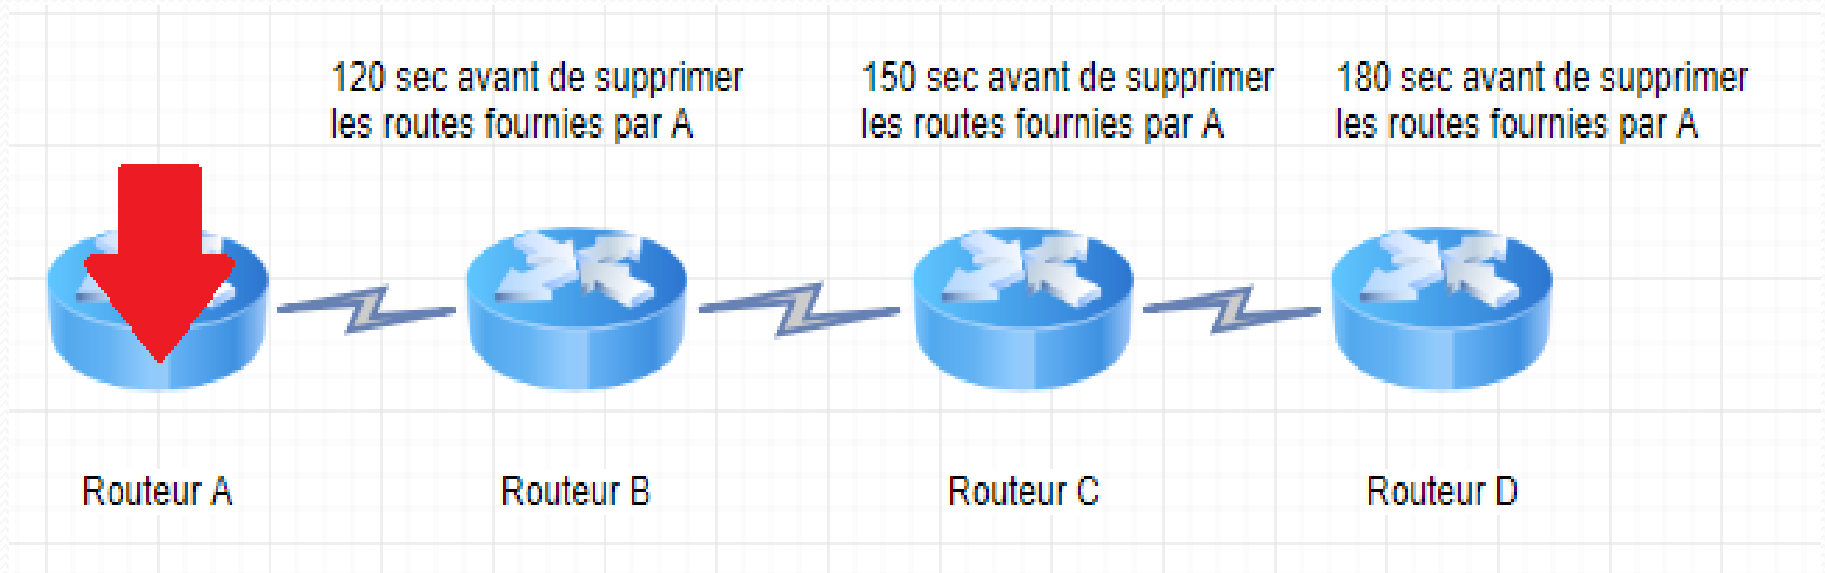 120 sec avant de supprimer
les routes fournies par A
150 sec avant de supprimer
les routes fournies par A
180 sec avant de supprimer
les routes fournies par A
Routeur A
Routeur B
Routeur C
Routeur D